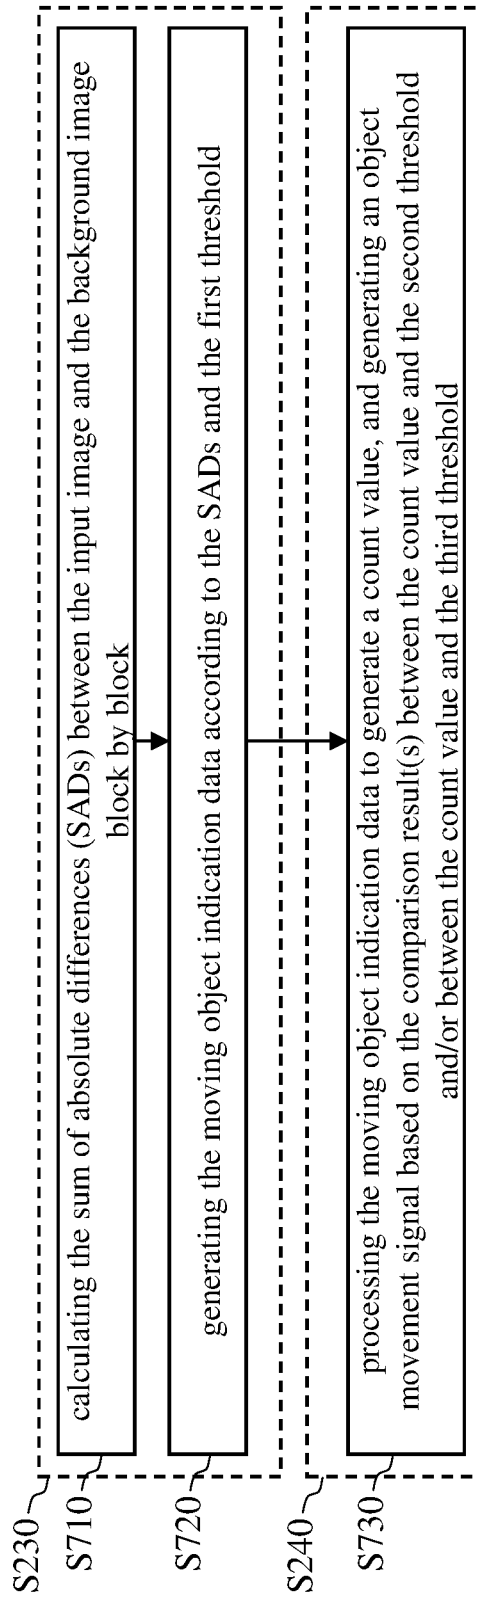 S230
S710
calculating the sum of absolute differences (SADs) between the input image and the background image
block by block
S720
generating the moving object indication data according to the SADs and the first threshold
S240
S730
processing the moving object indication data to generate a count value, and generating an object
movement signal based on the comparison result(s) between the count value and the second threshold
and/or between the count value and the third threshold